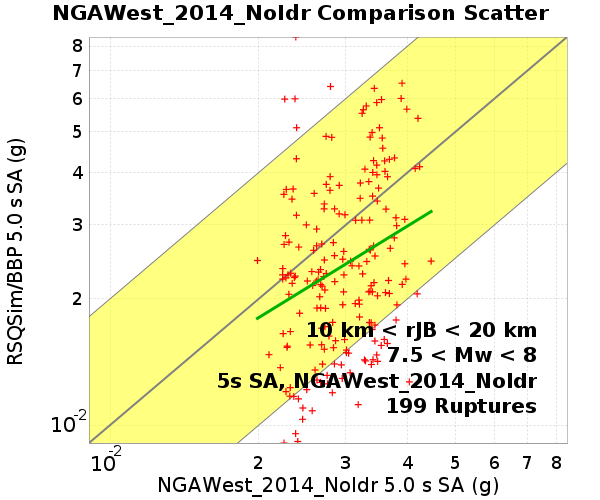 NGAWest_2014_NoIdr Comparison Scatter
RSQSim/BBP 5.0 s SA (g)
8
7
6
5
4
3
2
10⁻²
10 km < rJB < 20 km
7.5 < Mw < 8
5s SA, NGAWest_2014_NoIdr
199 Ruptures
10⁻² 2 3 4 5 6 7 8
NGAWest_2014_NoIdr 5.0 s SA (g)